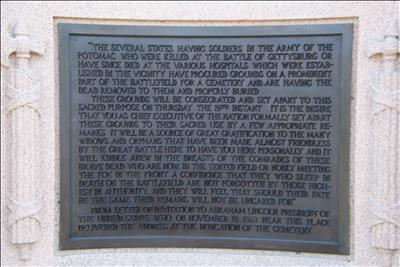 "THE SEVERAL STATES HAVING SOLDIERS IN THE ARMY OF THE
POTOMAC WHO WERE KILLED AT THE BATTLE OF GETTYSBURG OR
HAVE SINCE DIED AT THE VARIOUS HOSPITALS WHICH WERE ESTAB-
LISHED IN THE VICINITY HAVE PROCURED GROUNDS ON A PROMINENT
PART OF THE BATTLEFIELD FOR A CEMETERY AND ARE HAVING THE
DEAD REMOVED TO THEM AND PROPERLY BURIED
THESE GROUNDS WILL BE CONSECRATED AND SET APART TO THIS
SACRED PURPOSE ON THURSDAY THE 19TH INSTANT IT IS THE DESIRE
THAT YOU AS CHIEF EXECUTIVE OF THE NATION FORMALLY SET APART
THESE GROUNDS TO THEIR SACRED USE BY A FEW APPROPRIATE RE-
MARKS IT WILL BE A SOURCE OF GREAT GRATIFICATION TO THE MANY
WIDOWS AND ORPHANS THAT HAVE BEEN MADE ALMOST FRIENDLESS
BY THE GREAT BATTLE HERE TO HAVE YOU HERE PERSONALLY AND IT
WILL KINDLE ANEW IN THE BREASTS OF THE COMRADES OF THESE
BRAVE DEAD WHO ARE NOW IN THE TENTED FIELD OR NOBLY MEETING
THE FOE IN THE FRONT A CONFIDENCE THAT THEY WHO SLEEP IN
DEATH ON THE BATTLEFIELD ARE NOT FORGOTTEN BY THOSE HIGH-
EST IN AUTHORITY AND THEY WILL FEEL THAT SHOULD THEIR FATE
BE THE SAME THEIR REMAINS WILL NOT BE UNCARED FOR"
FROM LETTER OF INVITATION TO ABRAHAM LINCOLN PRESIDENT OF
THE UNITED STATES WHO ON NOVEMBER 19 1863 NEAR THIS PLACE
DELIVERED THE ADDRESS AT THE DEDICATION OF THE CEMETERY